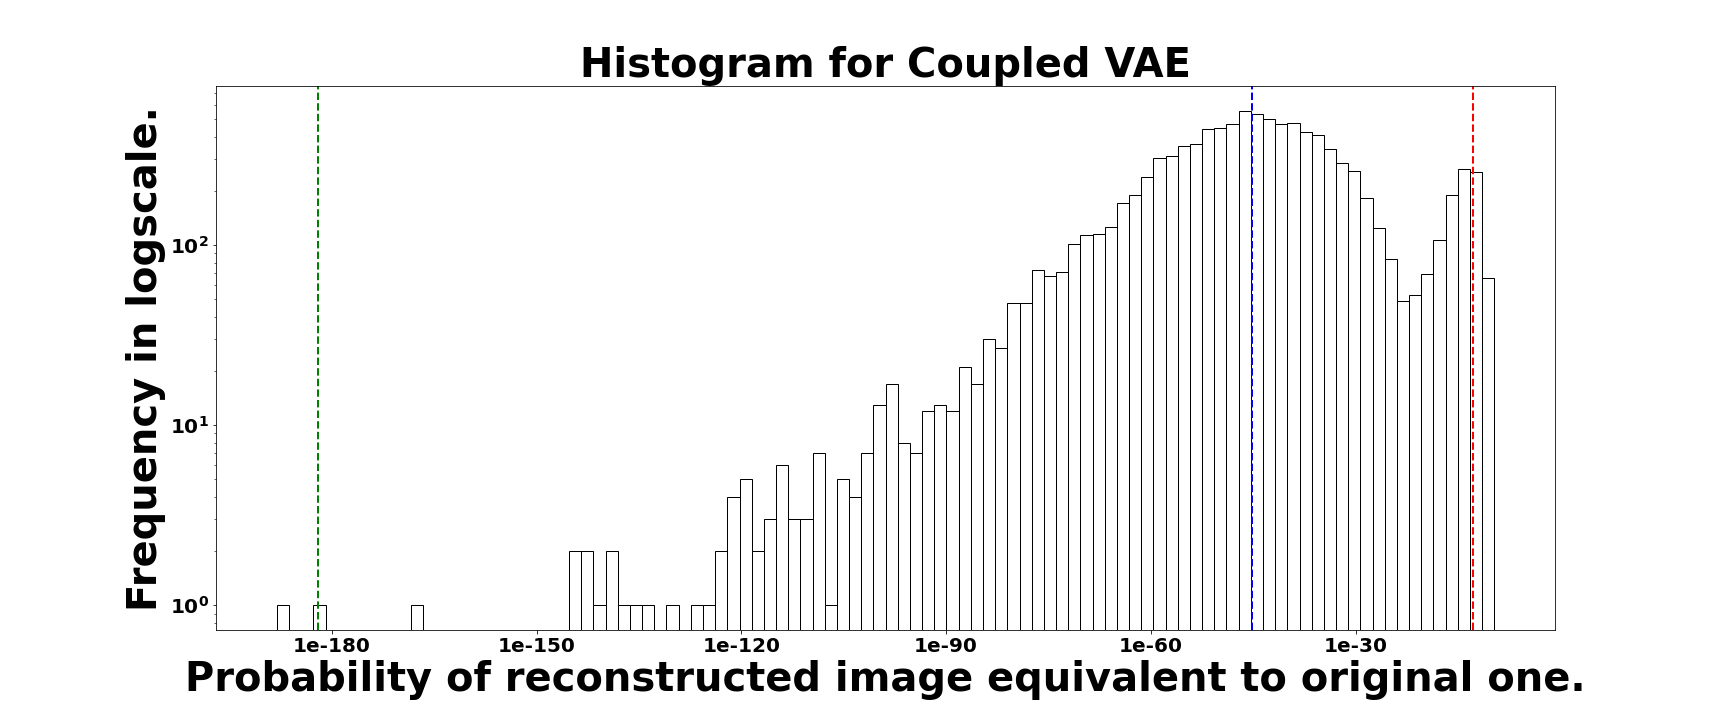 Histogram for Coupled VAE
Frequency in logscale.
10²
10¹
10⁰
1e-180 1e-150 1e-120 1e-90 1e-60 1e-30
Probability of reconstructed image equivalent to original one.